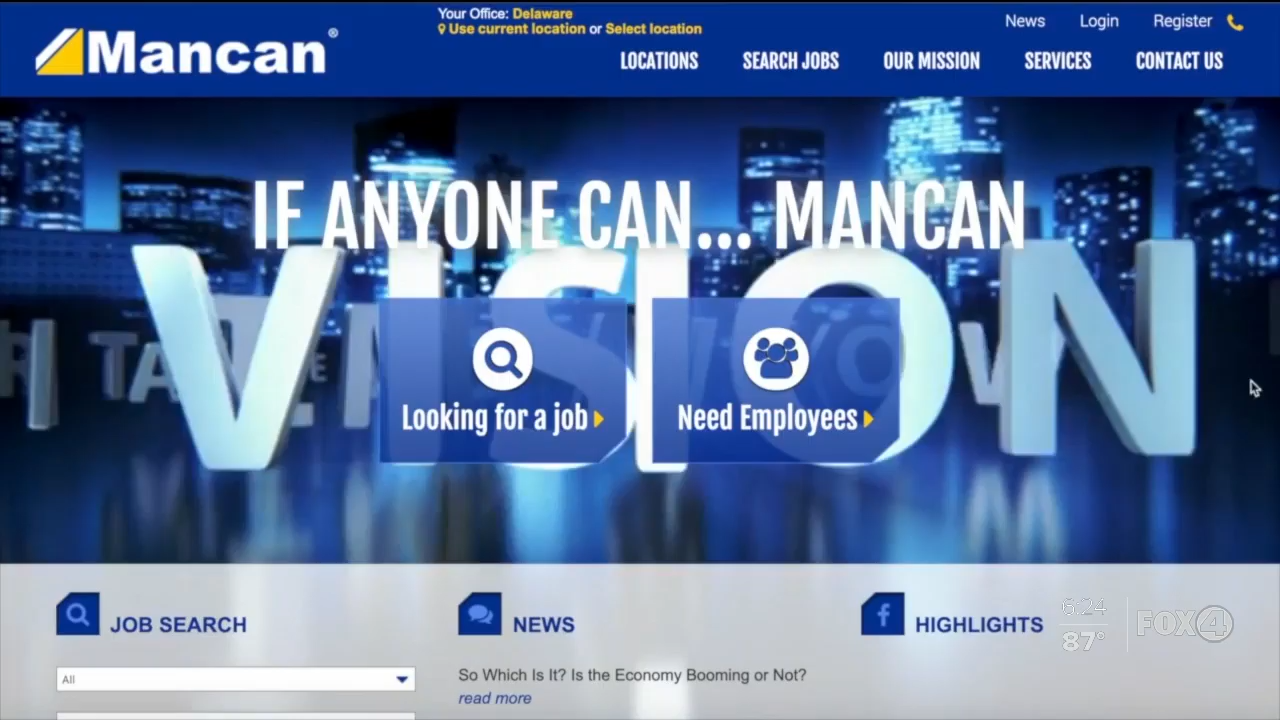 Mancan®
Your Office: Delaware
Use current location or Select location
News Login Register
LOCATIONS SEARCH JOBS OUR MISSION SERVICES CONTACT US
IF ANYONE CAN... MANCAN
VISION
Looking for a job
Need Employees
JOB SEARCH
NEWS
HIGHLIGHTS
All
So Which Is It? Is the Economy Booming or Not?
read more
6:24
87°
FOX 4